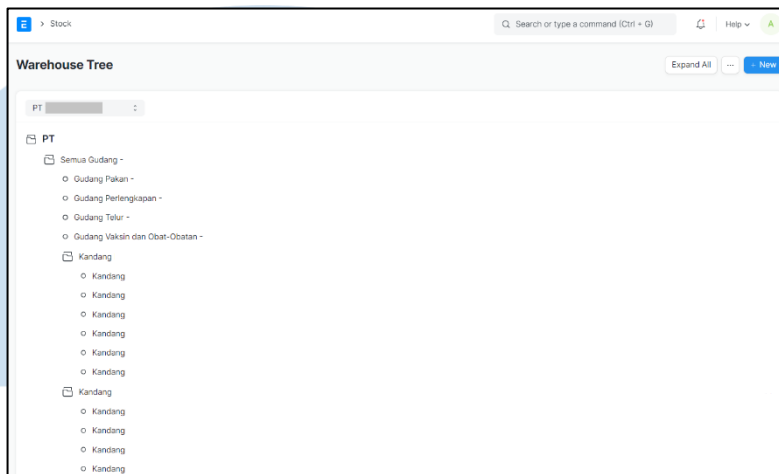 E > Stock
Search or type a command (Ctrl + G)
Help
A
Warehouse Tree
Expand All
...
+ New
PT
PT
Semua Gudang -
Gudang Pakan -
Gudang Perlengkapan -
Gudang Telur -
Gudang Vaksin dan Obat-Obatan -
Kandang
Kandang
Kandang
Kandang
Kandang
Kandang
Kandang
Kandang
Kandang
Kandang
Kandang
Kandang